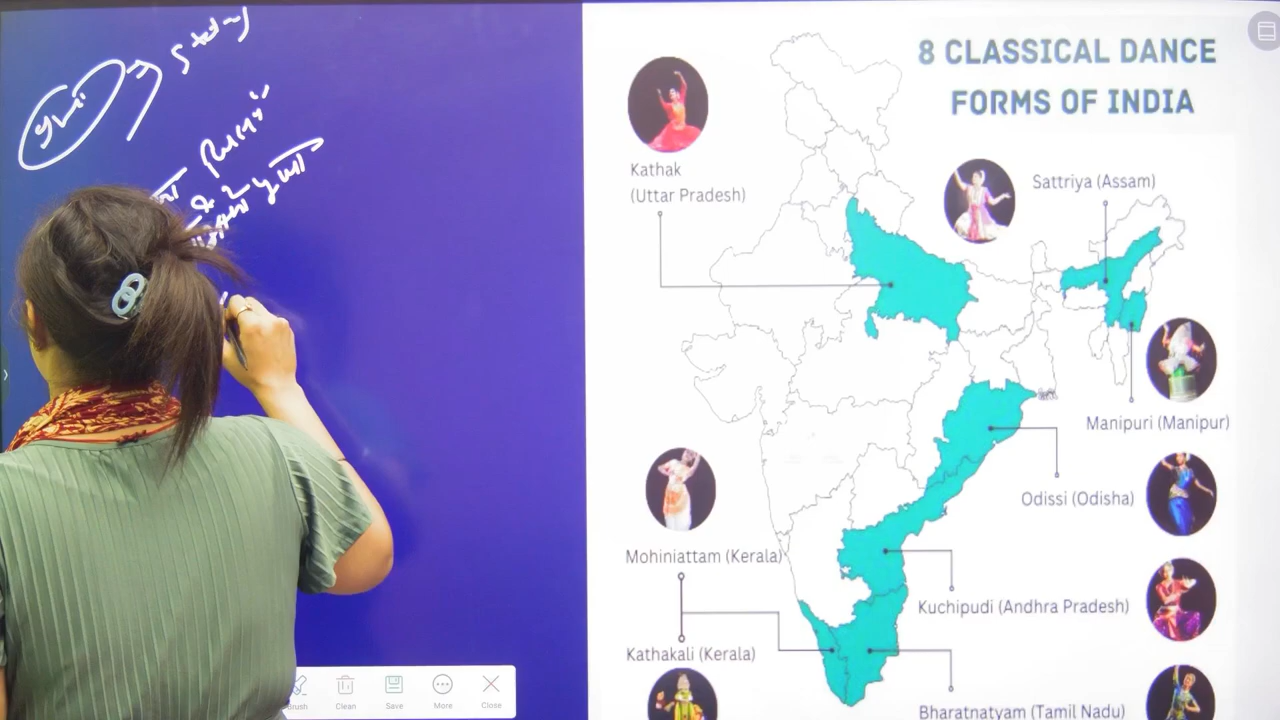 8 CLASSICAL DANCE
FORMS OF INDIA
Kathak
(Uttar Pradesh)
Sattriya (Assam)
Manipuri (Manipur)
Odissi (Odisha)
Mohiniattam (Kerala)
Kuchipudi (Andhra Pradesh)
Kathakali (Kerala)
Bharatnatyam (Tamil Nadu)
Brush
Clean
Save
More
Close